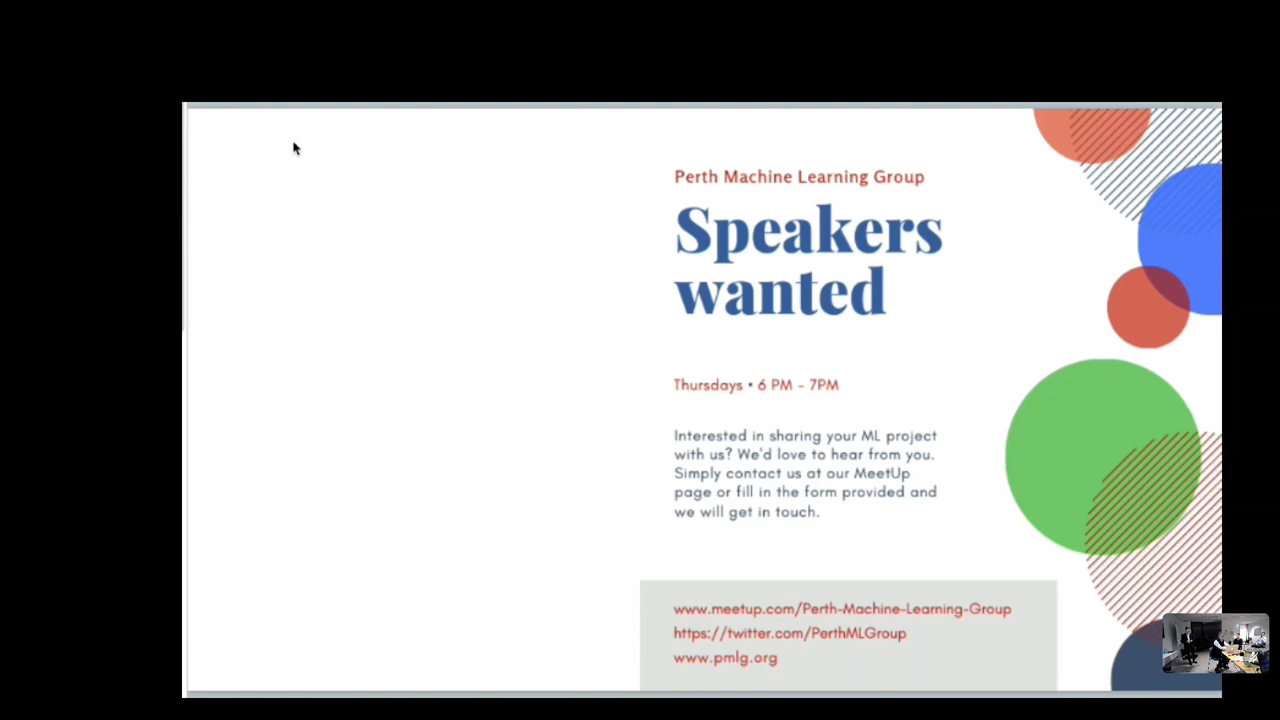 Perth Machine Learning Group
Speakers
wanted
Thursdays • 6 PM - 7PM
Interested in sharing your ML project
with us? We'd love to hear from you.
Simply contact us at our MeetUp
page or fill in the form provided and
we will get in touch.
www.meetup.com/Perth-Machine-Learning-Group
https://twitter.com/PerthMLGroup
www.pmlg.org